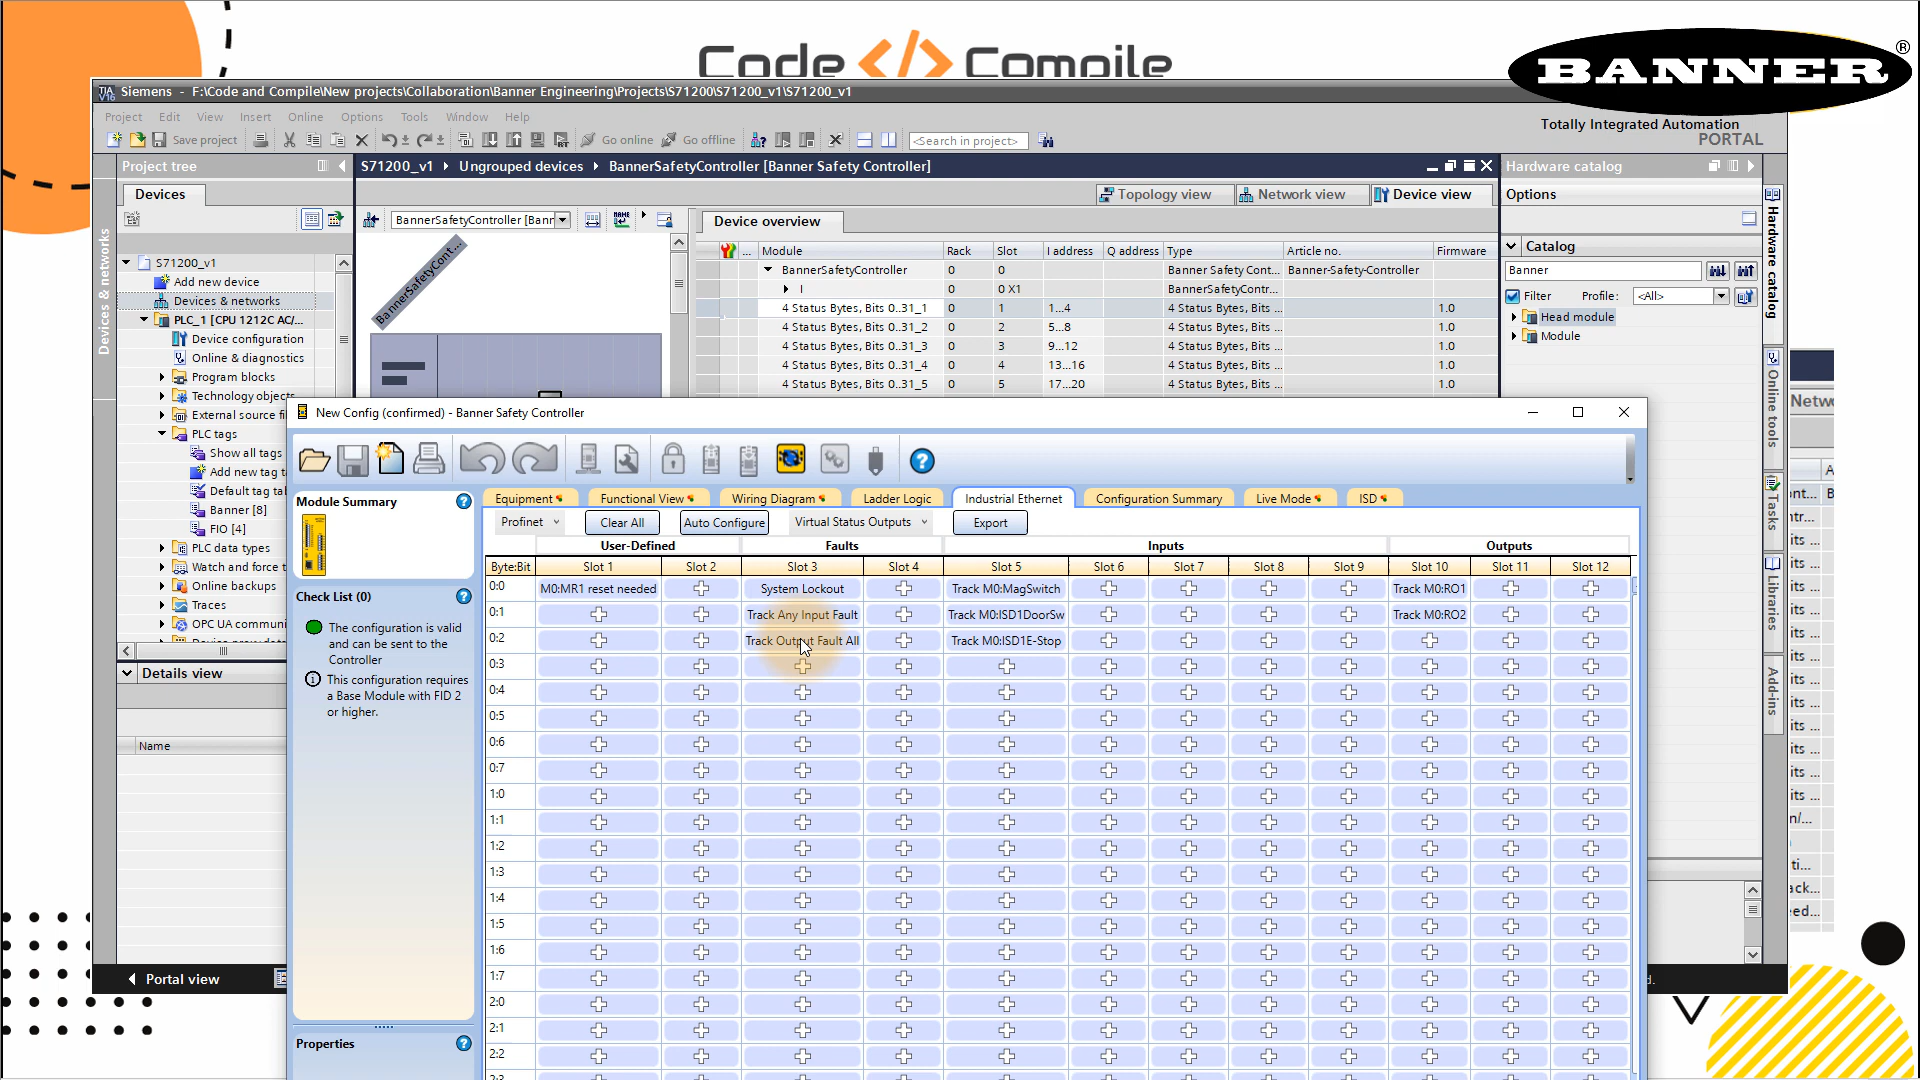 Code </> Compile
BANNER®
Siemens - F:\Code and Compile\New projects\Collaboration\Banner Engineering\Projects\S71200\S71200_v1\S71200_v1
Project Edit View Insert Online Options Tools Window Help
Totally Integrated Automation
PORTAL
Save project Go online Go offline <Search in project>
Project tree
S71200_v1 Ungrouped devices BannerSafetyController [Banner Safety Controller]
Hardware catalog
Devices
Topology view Network view Device view
Options
BannerSafetyController [Banr
Device overview
Module Rack Slot I address Q address Type Article no. Firmware
Catalog
BannerSafetyController 0 0 Banner Safety Cont... Banner-Safety-Controller
Banner
I 0 0 X1 BannerSafetyContr...
Filter Profile: <All>
4 Status Bytes, Bits 0..31_1 0 1 1...4 4 Status Bytes, Bits ... 1.0
Head module
4 Status Bytes, Bits 0..31_2 0 2 5...8 4 Status Bytes, Bits ... 1.0
Module
4 Status Bytes, Bits 0..31_3 0 3 9...12 4 Status Bytes, Bits ... 1.0
4 Status Bytes, Bits 0..31_4 0 4 13...16 4 Status Bytes, Bits ... 1.0
4 Status Bytes, Bits 0..31_5 0 5 17...20 4 Status Bytes, Bits ... 1.0
BannerSafetyCont...
Devices & networks
S71200_v1
Add new device
Devices & networks
PLC_1 [CPU 1212C AC/...
Device configuration
Online & diagnostics
Program blocks
Technology objects
External source fi
PLC tags
Show all tags
Add new tag t
Default tag ta
Banner [8]
FIO [4]
PLC data types
Watch and force t
Online backups
Traces
OPC UA communi
Details view
Name
Portal view
Hardware catalog
Online tools
Tasks
Libraries
Add-ins
New Config (confirmed) - Banner Safety Controller
Module Summary
Equipment Functional View Wiring Diagram Ladder Logic Industrial Ethernet Configuration Summary Live Mode ISD
Profinet Clear All Auto Configure Virtual Status Outputs Export
User-Defined Faults Inputs Outputs
Byte:Bit Slot 1 Slot 2 Slot 3 Slot 4 Slot 5 Slot 6 Slot 7 Slot 8 Slot 9 Slot 10 Slot 11 Slot 12
0:0 M0:MR1 reset needed System Lockout Track M0:MagSwitch Track M0:RO1
0:1 Track Any Input Fault Track M0:ISD1DoorSw Track M0:RO2
0:2 Track Output Fault All Track M0:ISD1E-Stop
0:3
0:4
0:5
0:6
0:7
1:0
1:1
1:2
1:3
1:4
1:5
1:6
1:7
2:0
2:1
2:2
Check List (0)
The configuration is valid
and can be sent to the
Controller
This configuration requires
a Base Module with FID 2
or higher.
Properties